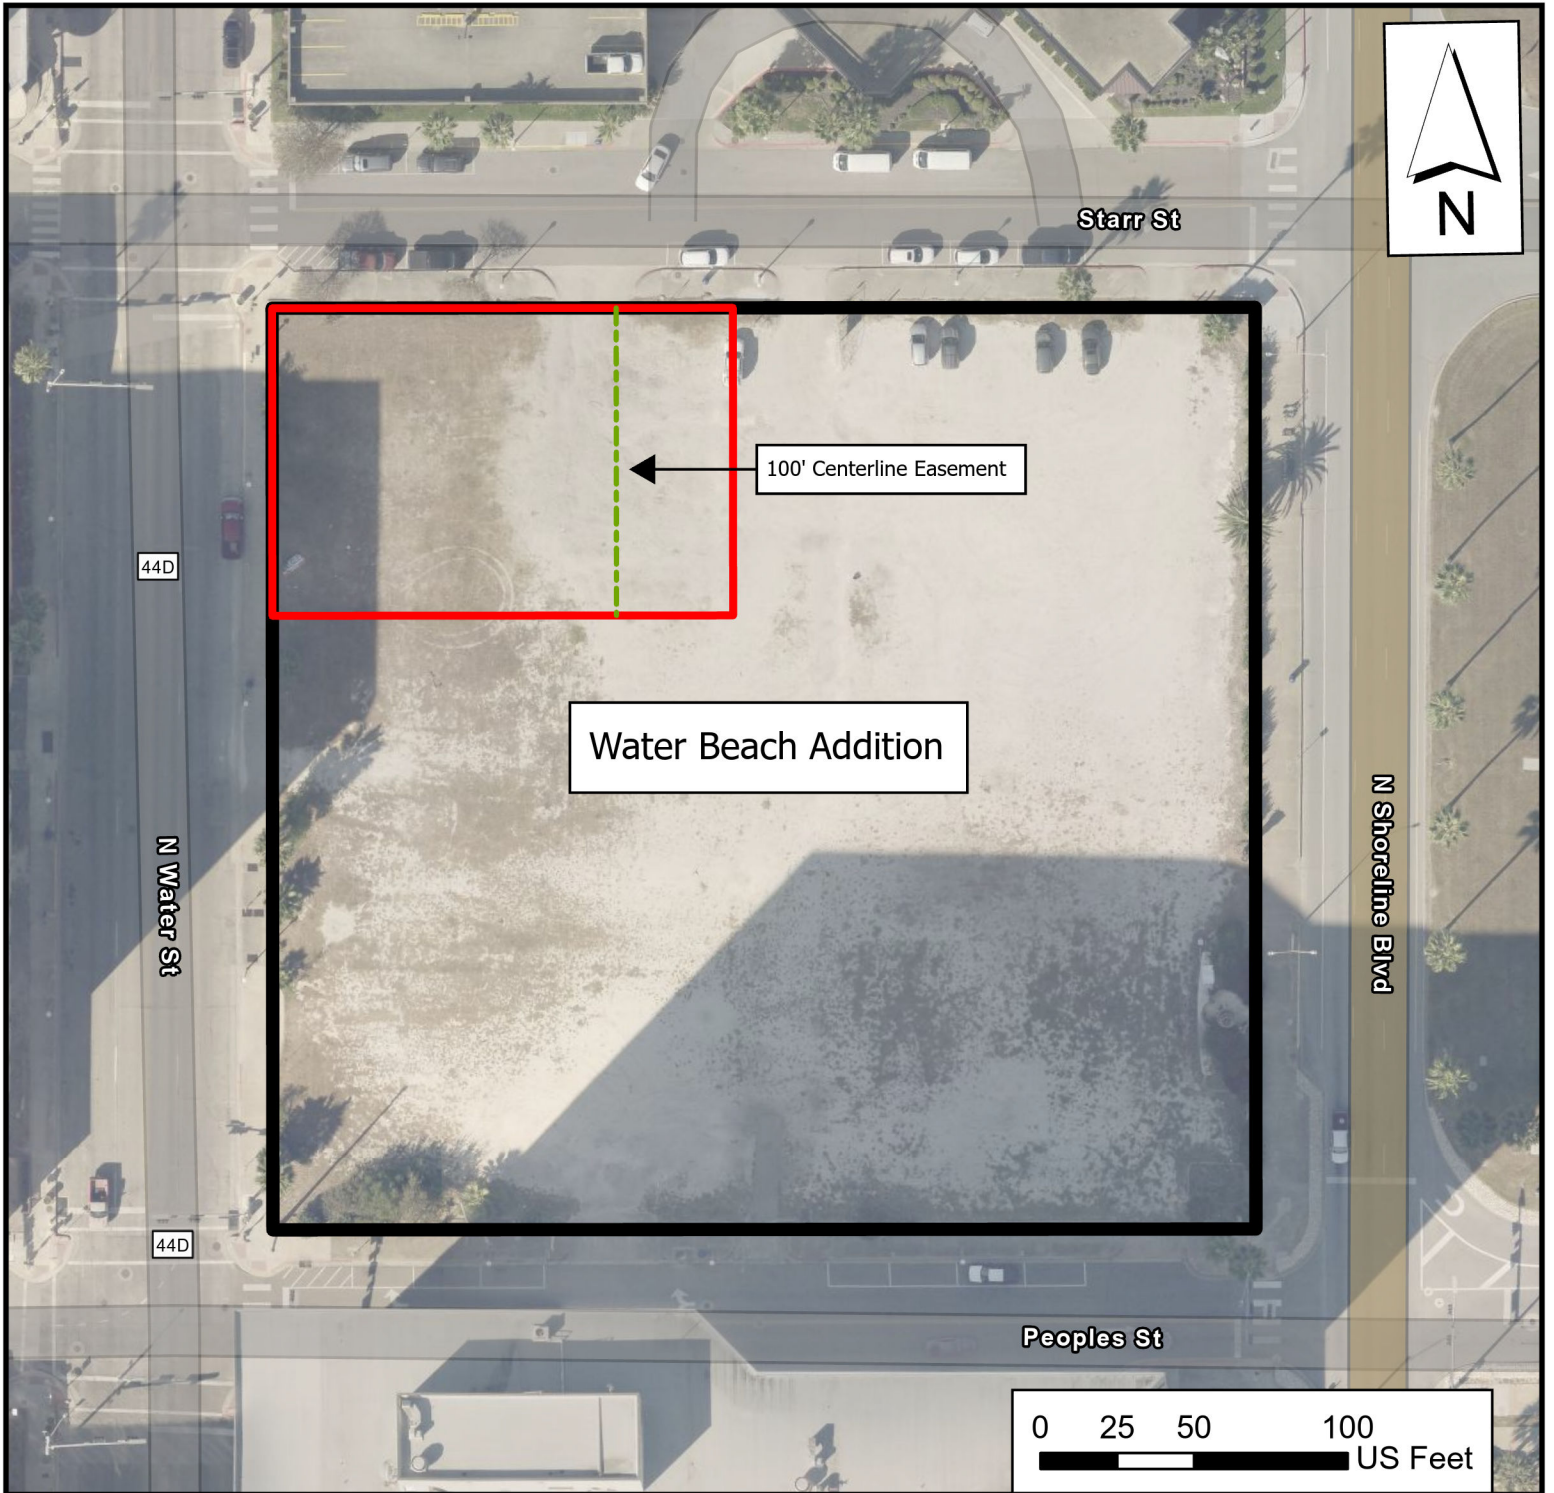 N
Starr St
100' Centerline Easement
44D
Water Beach Addition
N Shoreline Blvd
N Water St
44D
Peoples St
0 25 50 100
US Feet